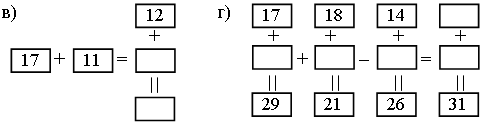 в) 12 г) 17 18 14
+ + + + +
17 + 11 = + – =
|| || || || ||
29 21 26 31